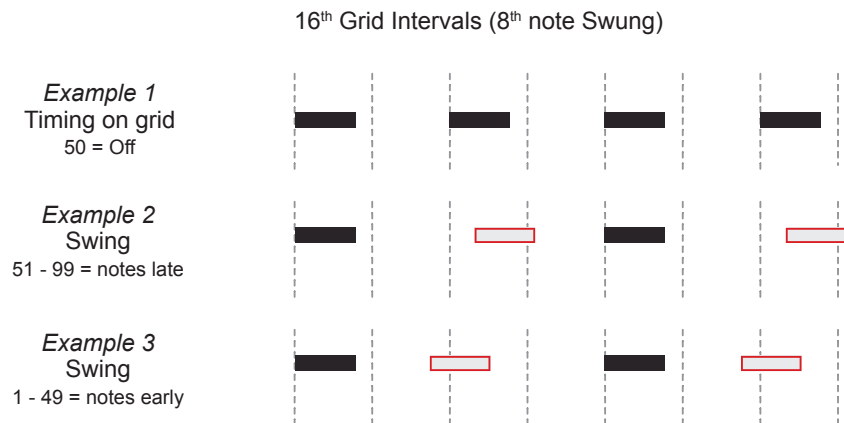 16th Grid Intervals (8th note Swung)
Example 1
Timing on grid
50 = Off
Example 2
Swing
51 - 99 = notes late
Example 3
Swing
1 - 49 = notes early